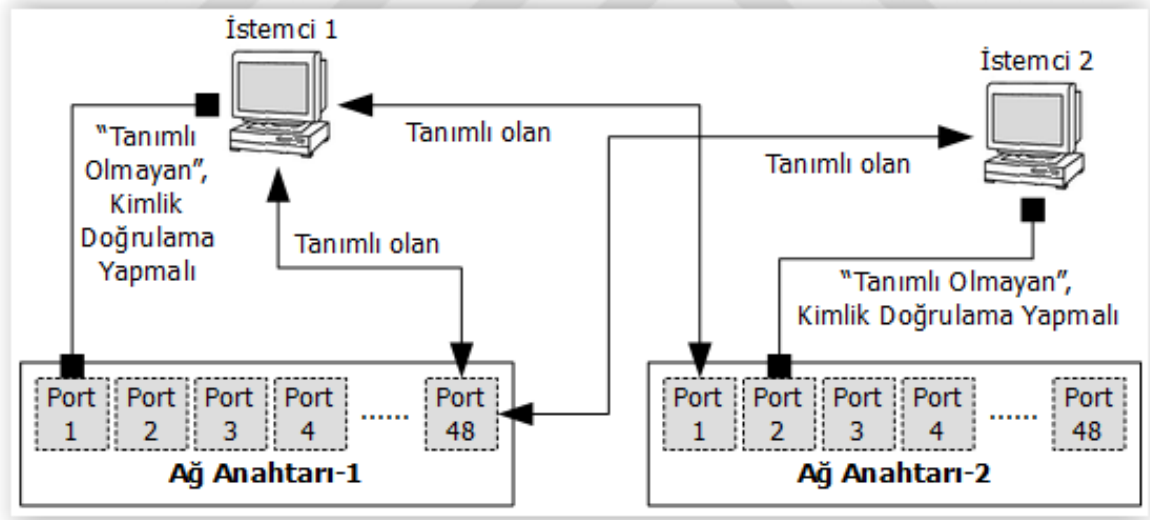 İstemci 1
İstemci 2
"Tanımlı
Olmayan",
Kimlik
Doğrulama
Yapmalı
Tanımlı olan
Tanımlı olan
Tanımlı olan
"Tanımlı Olmayan",
Kimlik Doğrulama Yapmalı
Port
1
Port
2
Port
3
Port
4
......
Port
48
Ağ Anahtarı-1
Port
1
Port
2
Port
3
Port
4
......
Port
48
Ağ Anahtarı-2